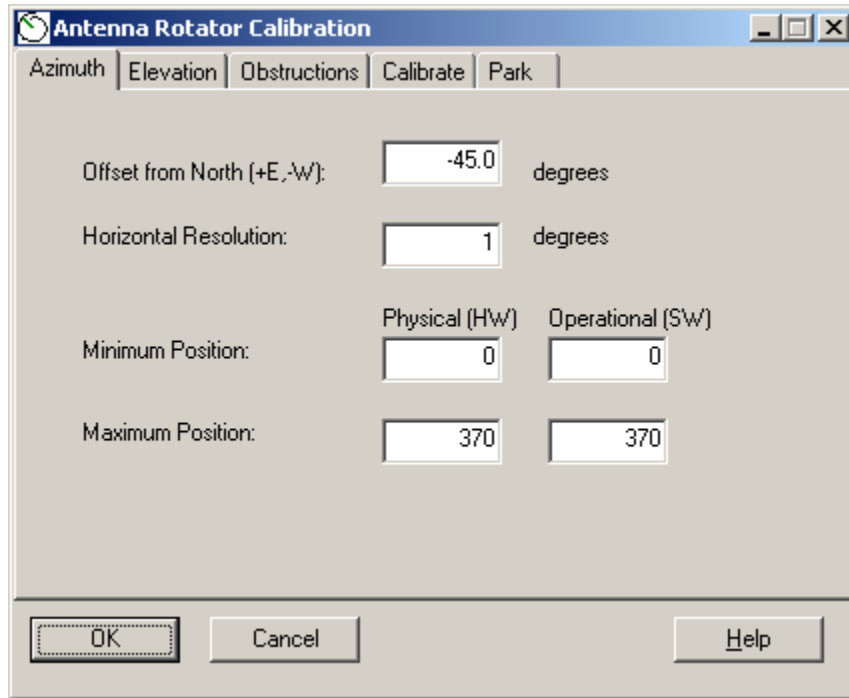 Antenna Rotator Calibration
Azimuth Elevation Obstructions Calibrate Park
Offset from North (+E,-W): -45.0 degrees
Horizontal Resolution: 1 degrees
Physical (HW) Operational (SW)
Minimum Position: 0 0
Maximum Position: 370 370
OK Cancel Help